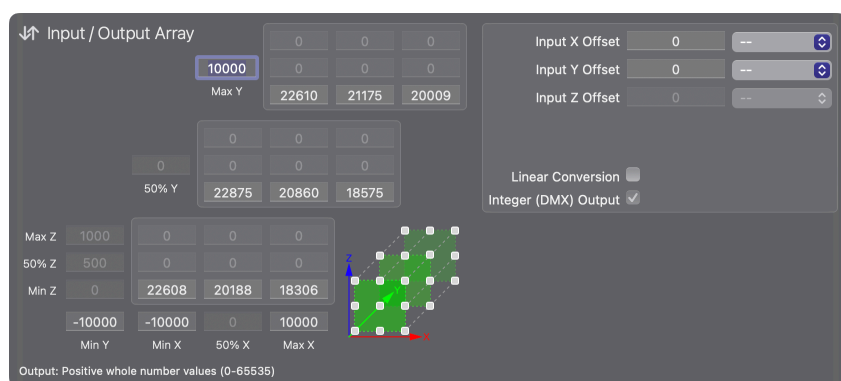 Input / Output Array
0 0 0
10000 0 0 0
Max Y 22610 21175 20009
0 0 0
0 0 0 0
50% Y 22875 20860 18575
Max Z 1000 0 0 0
50% Z 500 0 0 0
Min Z 0 22608 20188 18306
-10000 -10000 0 10000
Min Y Min X 50% X Max X
Z
Y
X
Output: Positive whole number values (0-65535)
Input X Offset 0 --
Input Y Offset 0 --
Input Z Offset 0 --
Linear Conversion
Integer (DMX) Output